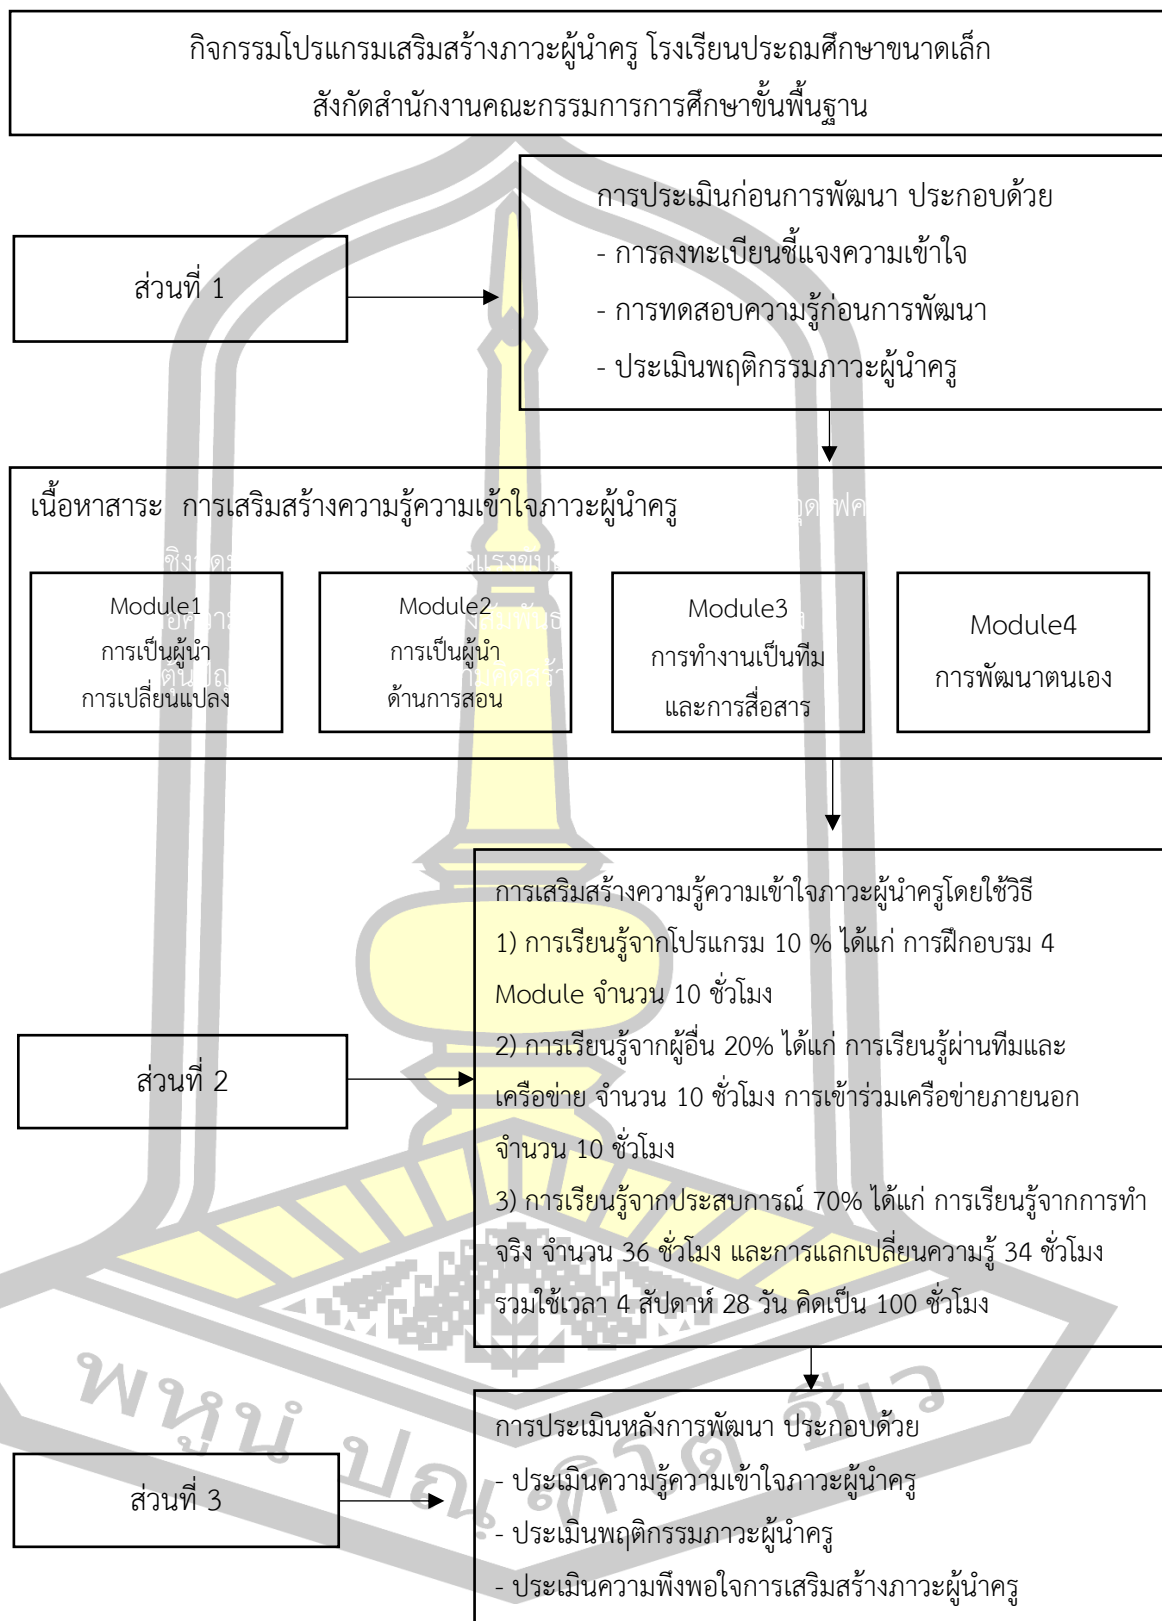 กิจกรรมโปรแกรมเสริมสร้างภาวะผู้นำครู โรงเรียนประถมศึกษาขนาดเล็ก
สังกัดสำนักงานคณะกรรมการการศึกษาขั้นพื้นฐาน
การประเมินก่อนการพัฒนา ประกอบด้วย
- การลงทะเบียนชี้แจงความเข้าใจ
- การทดสอบความรู้ก่อนการพัฒนา
- ประเมินพฤติกรรมภาวะผู้นำครู
ส่วนที่ 1
เนื้อหาสาระ การเสริมสร้างความรู้ความเข้าใจภาวะผู้นำครู
Module1
การเป็นผู้นำ
การเปลี่ยนแปลง
Module2
การเป็นผู้นำ
ด้านการสอน
Module3
การทำงานเป็นทีม
และการสื่อสาร
Module4
การพัฒนาตนเอง
การเสริมสร้างความรู้ความเข้าใจภาวะผู้นำครูโดยใช้วิธี
1) การเรียนรู้จากโปรแกรม 10 % ได้แก่ การฝึกอบรม 4
Module จำนวน 10 ชั่วโมง
2) การเรียนรู้จากผู้อื่น 20% ได้แก่ การเรียนรู้ผ่านทีมและ
เครือข่าย จำนวน 10 ชั่วโมง การเข้าร่วมเครือข่ายภายนอก
จำนวน 10 ชั่วโมง
3) การเรียนรู้จากประสบการณ์ 70% ได้แก่ การเรียนรู้จากการทำ
จริง จำนวน 36 ชั่วโมง และการแลกเปลี่ยนความรู้ 34 ชั่วโมง
รวมใช้เวลา 4 สัปดาห์ 28 วัน คิดเป็น 100 ชั่วโมง
ส่วนที่ 2
การประเมินหลังการพัฒนา ประกอบด้วย
- ประเมินความรู้ความเข้าใจภาวะผู้นำครู
- ประเมินพฤติกรรมภาวะผู้นำครู
- ประเมินความพึงพอใจการเสริมสร้างภาวะผู้นำครู
ส่วนที่ 3
พหูนํ ปณฺฑิโต ชีเว